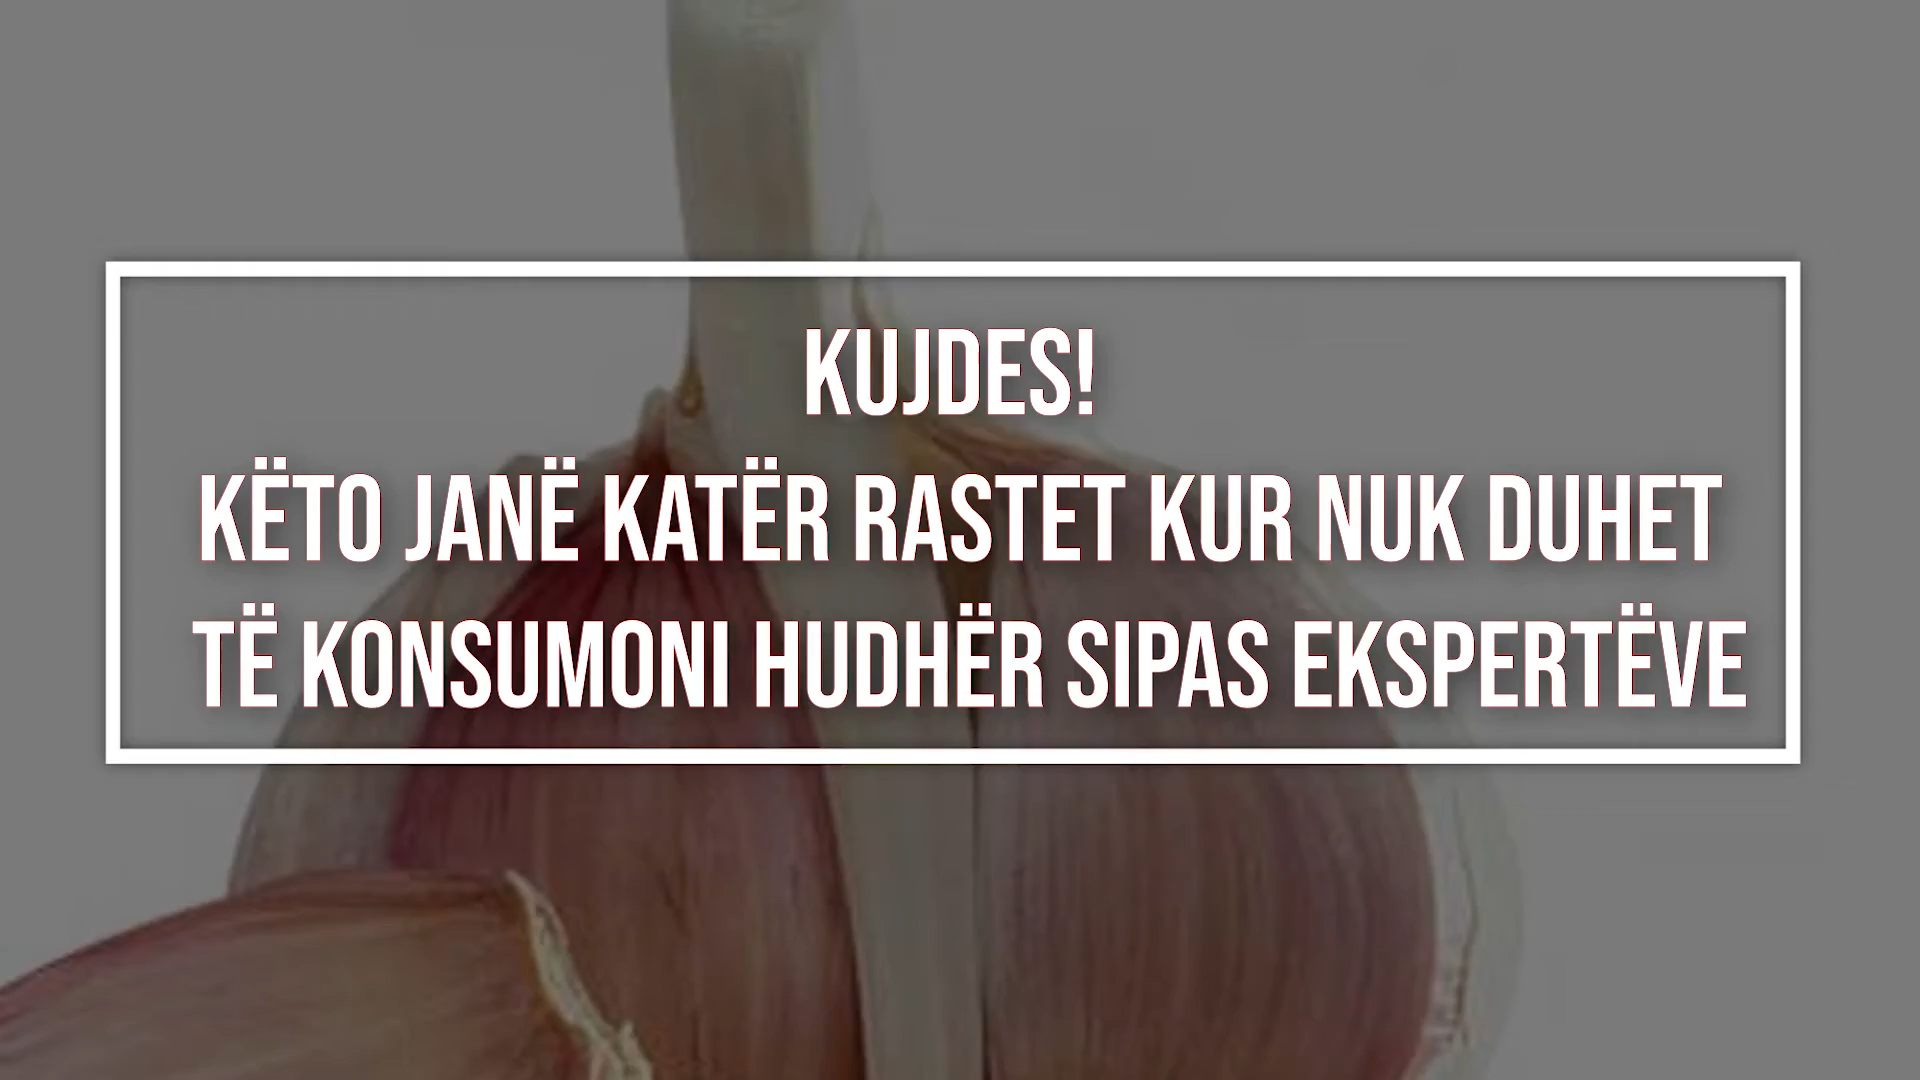 KUJDES!
KËTO JANË KATËR RASTET KUR NUK DUHET
TË KONSUMONI HUDHËR SIPAS EKSPERTËVE